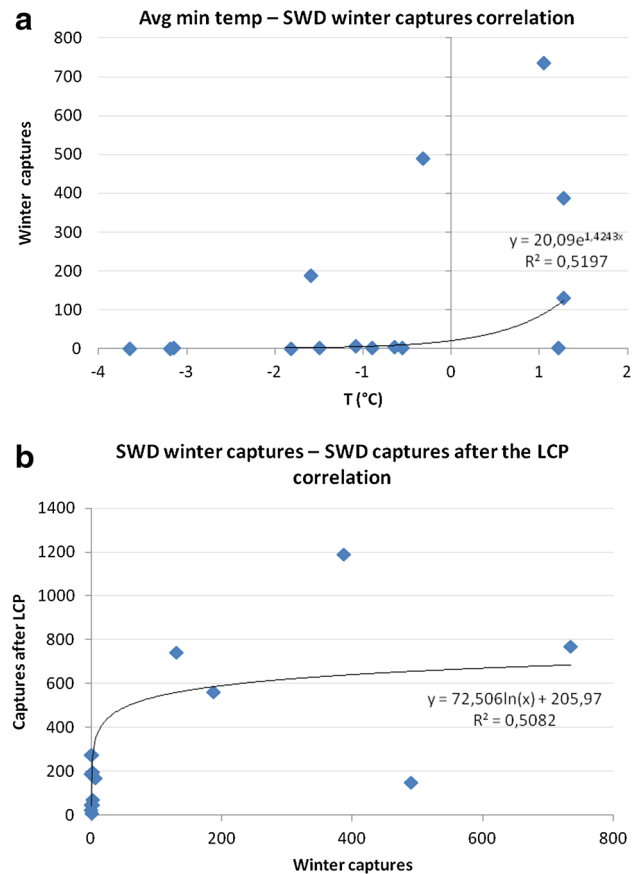 a
Avg min temp – SWD winter captures correlation
800
700
600
500
400
300
200
100
0
Winter captures
y = 20,09e^1,4243x
R² = 0,5197
-4 -3 -2 -1 0 1 2
T (°C)
b
SWD winter captures – SWD captures after the LCP
correlation
1400
1200
1000
800
600
400
200
0
Captures after LCP
y = 72,506ln(x) + 205,97
R² = 0,5082
0 200 400 600 800
Winter captures